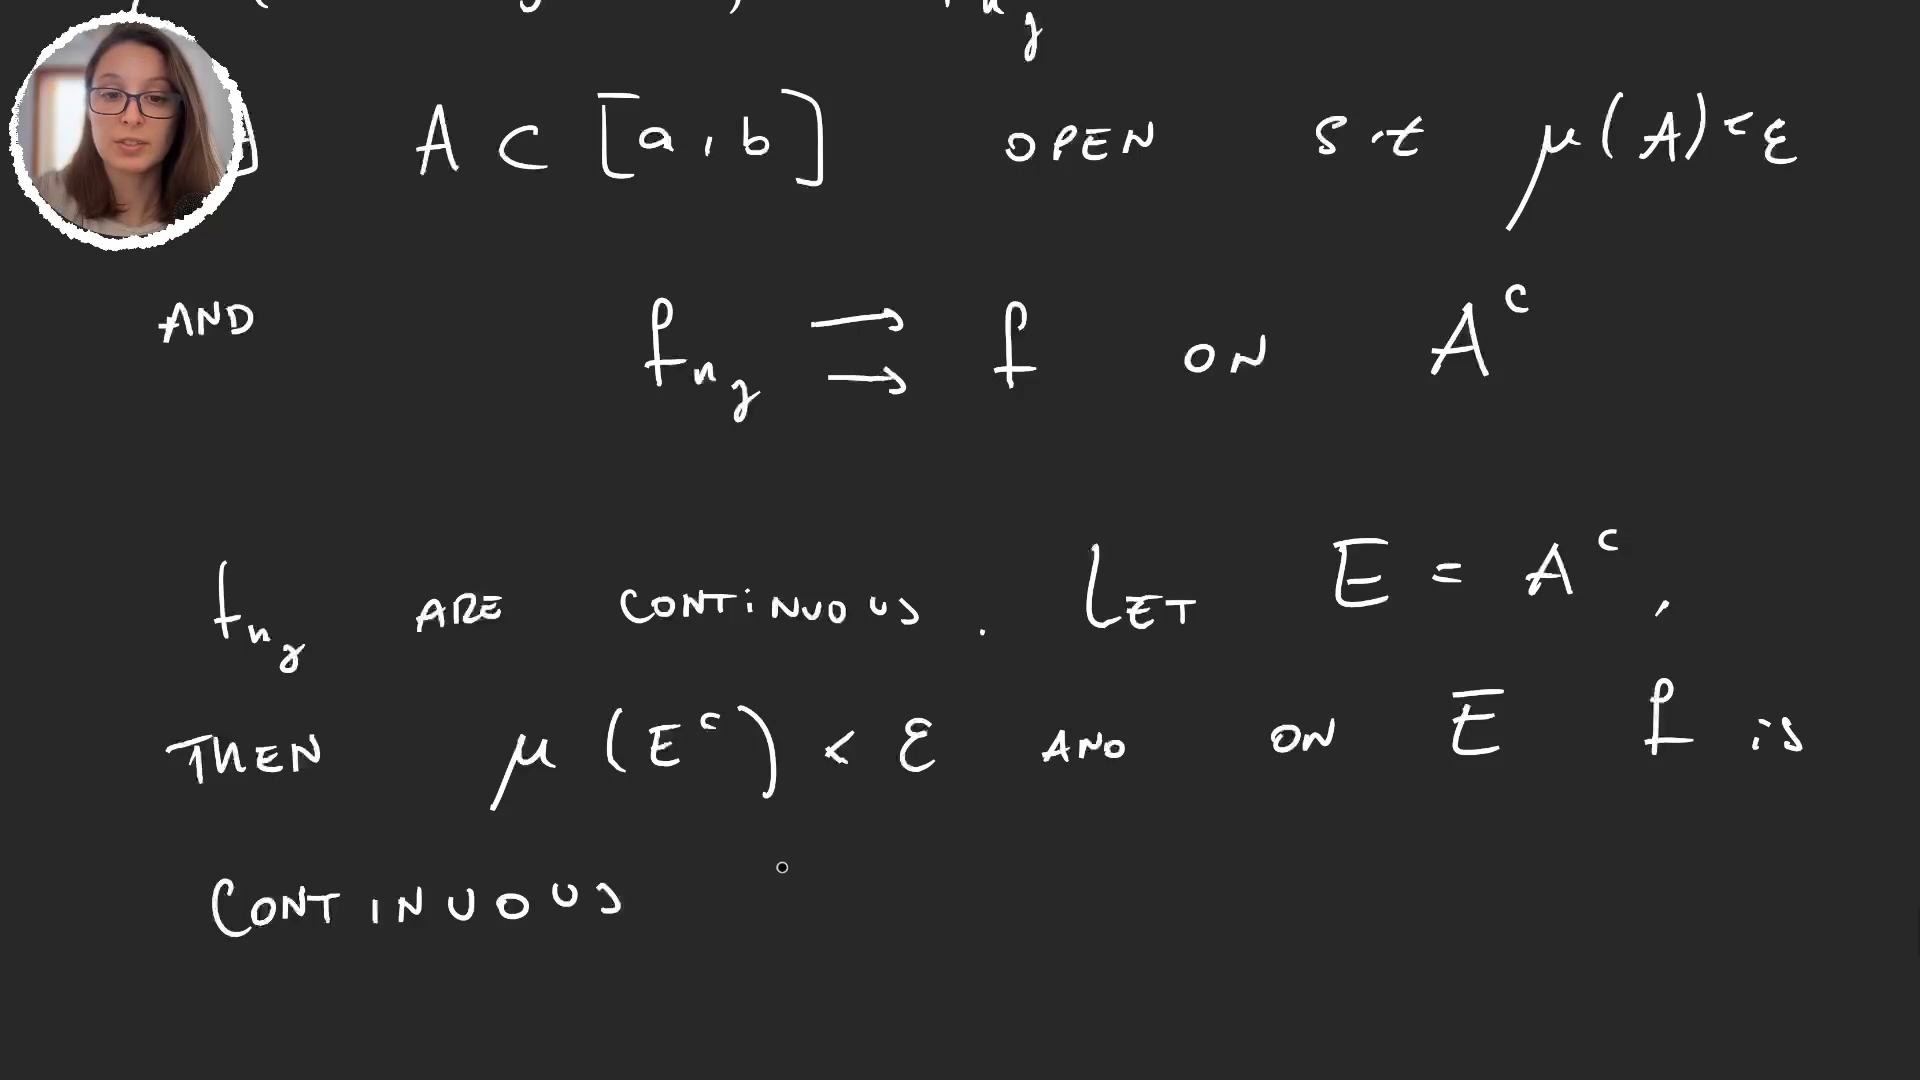 A ⊂ [a, b] OPEN s.t μ(A) < ε
AND f_{n_j} ⇉ f ON A^c
f_{n_j} ARE CONTINUOUS. LET E = A^c,
THEN μ(E^c) < ε AND ON E f is
CONTINUOUS